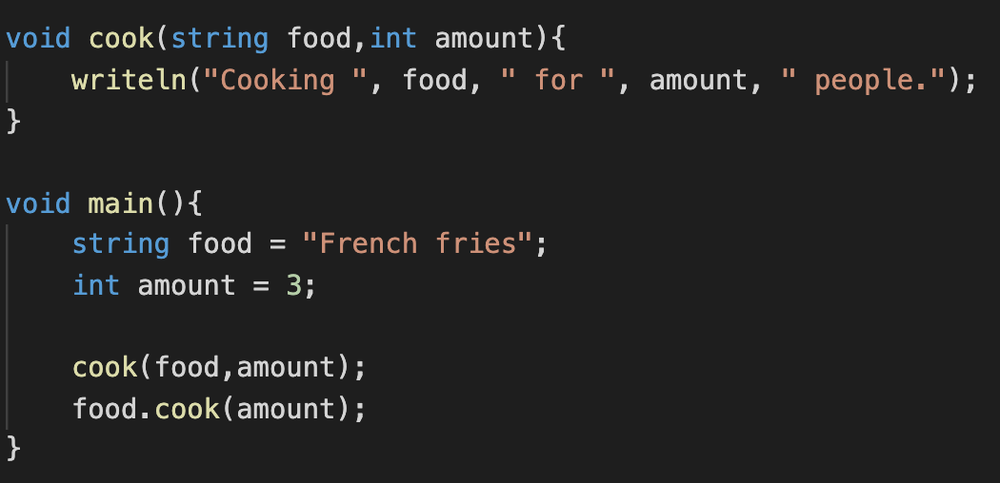 void cook(string food,int amount){
    writeln("Cooking ", food, " for ", amount, " people.");
}
void main(){
    string food = "French fries";
    int amount = 3;
    cook(food,amount);
    food.cook(amount);
}